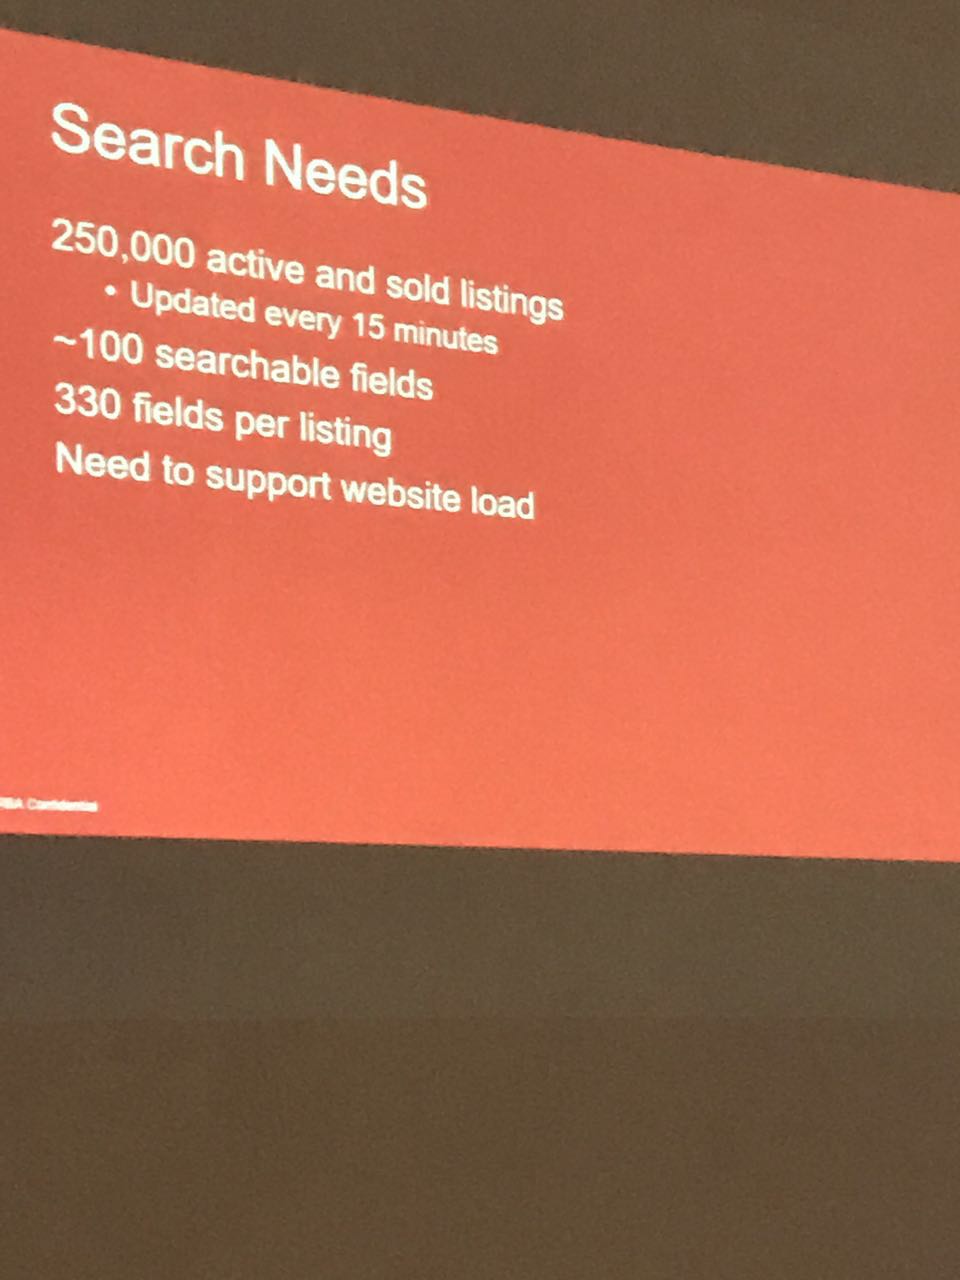 Search Needs
250,000 active and sold listings
• Updated every 15 minutes
~100 searchable fields
330 fields per listing
Need to support website load
Confidential